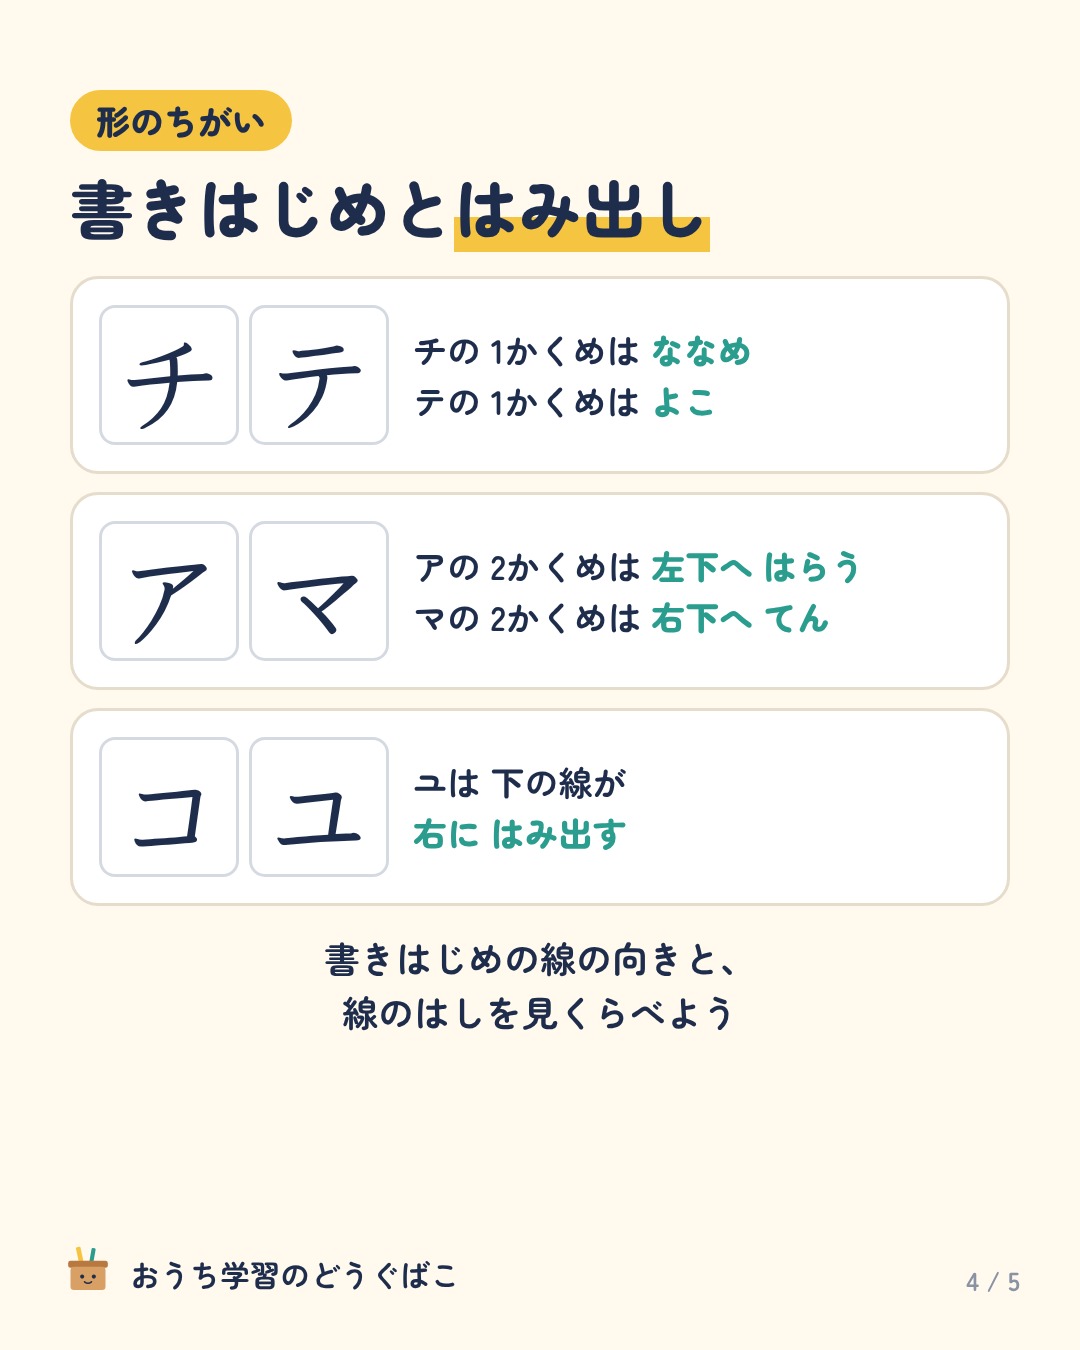 形のちがい
書きはじめとはみ出し
チ テ
チの 1かくめは ななめ
テの 1かくめは よこ
ア マ
アの 2かくめは 左下へ はらう
マの 2かくめは 右下へ てん
コ ユ
ユは 下の線が
右に はみ出す
書きはじめの線の向きと、
線のはしを見くらべよう
おうち学習のどうぐばこ
4 / 5